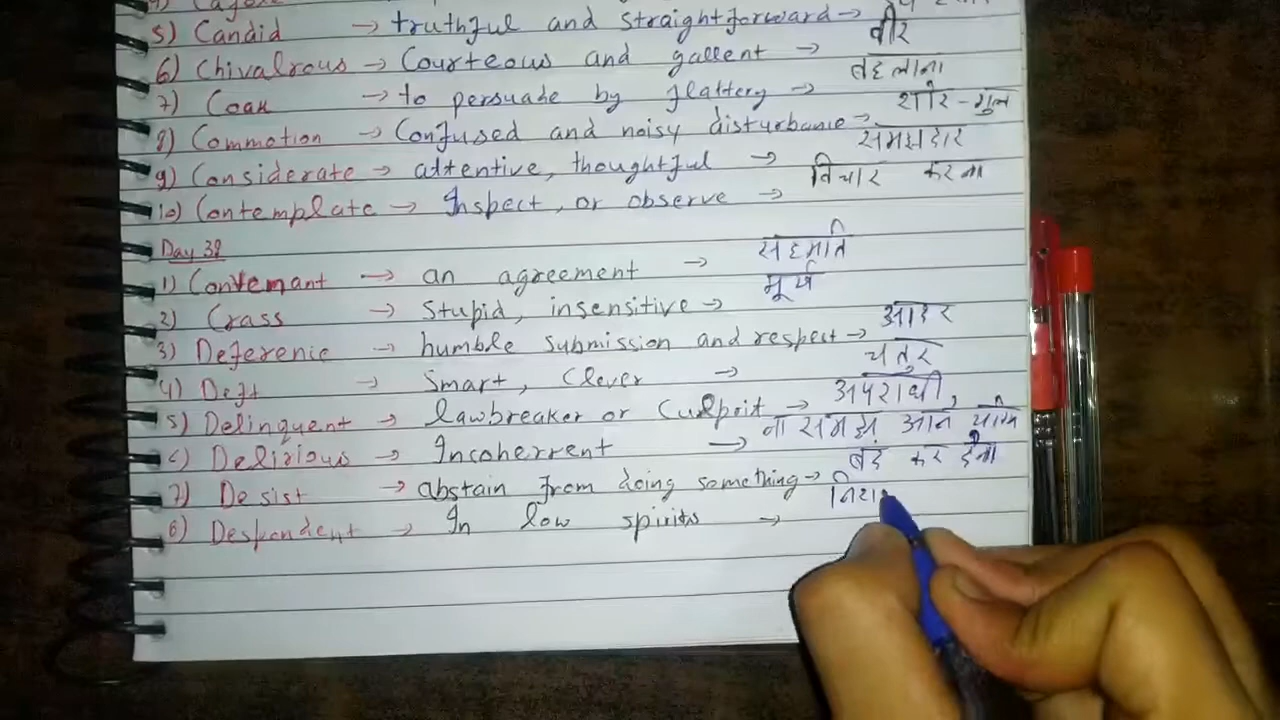 5) Candid → truthful and straightforward →
6) Chivalrous → Courteous and gallent → वीर
7) Coax → to persuade by flattery → बहलाना
8) Commotion → Confused and noisy disturbance → शोर-गुल
9) Considerate → attentive, thoughtful → समझदार
10) Contemplate → Inspect, or observe → विचार करना
Day 38
1) Convenant → an agreement → सहमति
2) Crass → Stupid, insensitive → मूर्ख
3) Deference → humble submission and respect → आदर
4) Deft → Smart, Clever → चतुर
5) Delinquent → lawbreaker or Culprit → अपराधी,
6) Delirious → Incoherrent → ना समझे आने योग्य
7) Desist → abstain from doing something → बंद कर देना
8) Despondent → In low spirits → निरा